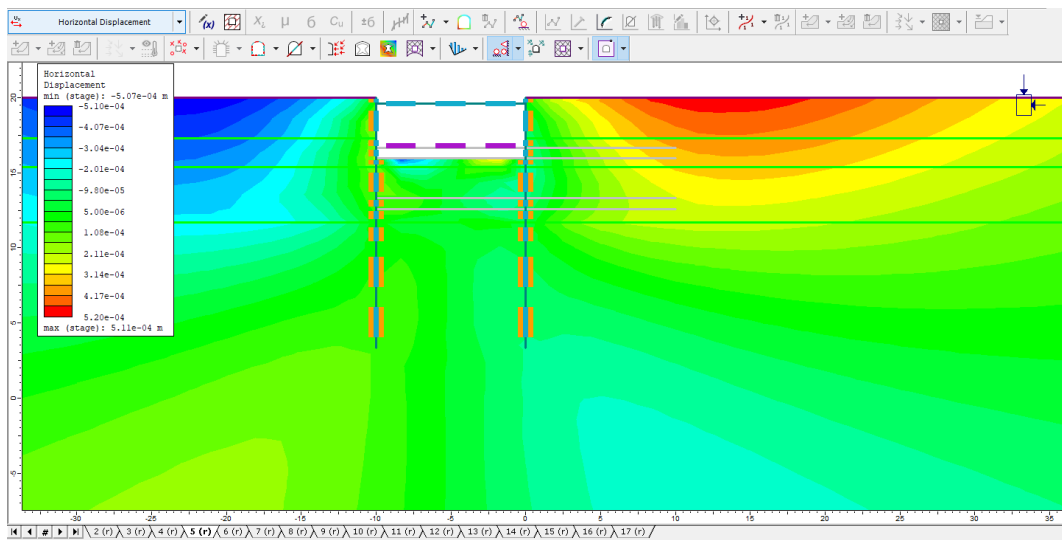 Horizontal Displacement
Horizontal
Displacement
min (stage): -5.07e-04 m
-5.10e-04
-4.07e-04
-3.04e-04
-2.01e-04
-9.80e-05
5.00e-06
1.08e-04
2.11e-04
3.14e-04
4.17e-04
5.20e-04
max (stage): 5.11e-04 m
20
15
10
5
0
-5
-30 -25 -20 -15 -10 -5 0 5 10 15 20 25 30 35
# 2 (r) 3 (r) 4 (r) 5 (r) 6 (r) 7 (r) 8 (r) 9 (r) 10 (r) 11 (r) 12 (r) 13 (r) 14 (r) 15 (r) 16 (r) 17 (r)